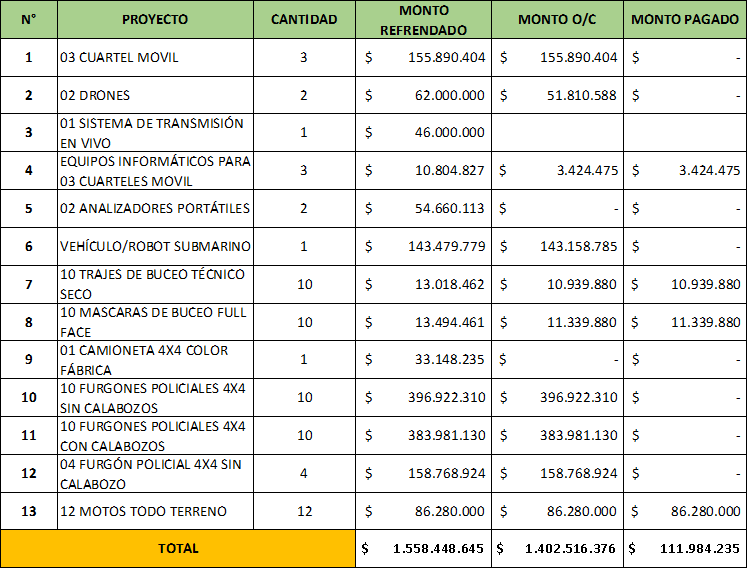 N° PROYECTO CANTIDAD MONTO REFRENDADO MONTO O/C MONTO PAGADO
1 03 CUARTEL MOVIL 3 $ 155.890.404 $ 155.890.404 $ -
2 02 DRONES 2 $ 62.000.000 $ 51.810.588 $ -
3 01 SISTEMA DE TRANSMISIÓN EN VIVO 1 $ 46.000.000
4 EQUIPOS INFORMÁTICOS PARA 03 CUARTELES MOVIL 3 $ 10.804.827 $ 3.424.475 $ 3.424.475
5 02 ANALIZADORES PORTÁTILES 2 $ 54.660.113 $ - $ -
6 VEHÍCULO/ROBOT SUBMARINO 1 $ 143.479.779 $ 143.158.785 $ -
7 10 TRAJES DE BUCEO TÉCNICO SECO 10 $ 13.018.462 $ 10.939.880 $ 10.939.880
8 10 MASCARAS DE BUCEO FULL FACE 10 $ 13.494.461 $ 11.339.880 $ 11.339.880
9 01 CAMIONETA 4X4 COLOR FÁBRICA 1 $ 33.148.235 $ - $ -
10 10 FURGONES POLICIALES 4X4 SIN CALABOZOS 10 $ 396.922.310 $ 396.922.310 $ -
11 10 FURGONES POLICIALES 4X4 CON CALABOZOS 10 $ 383.981.130 $ 383.981.130 $ -
12 04 FURGÓN POLICIAL 4X4 SIN CALABOZO 4 $ 158.768.924 $ 158.768.924 $ -
13 12 MOTOS TODO TERRENO 12 $ 86.280.000 $ 86.280.000 $ 86.280.000
TOTAL $ 1.558.448.645 $ 1.402.516.376 $ 111.984.235